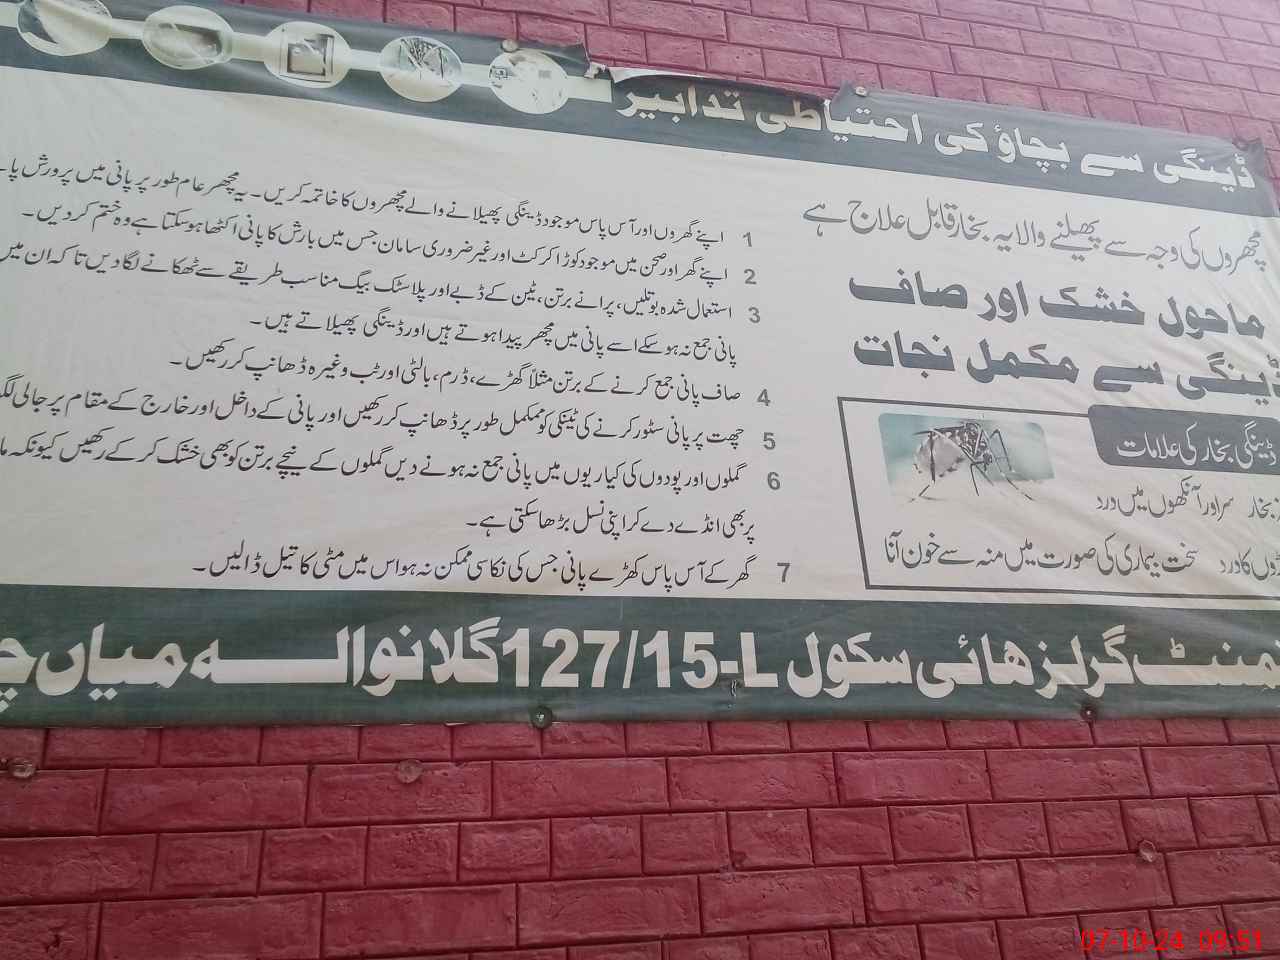 ڈینگی سے بچاؤ کی احتیاطی تدابیر
مچھروں کی وجہ سے پھیلنے والا یہ بخار قابل علاج ہے
ماحول خشک اور صاف
ڈینگی سے مکمل نجات
ڈینگی بخار کی علامات
بخار سر اور آنکھوں میں درد
کا درد سخت بیماری کی صورت میں منہ سے خون آنا
1 اپنے گھروں اور آس پاس موجود ڈینگی پھیلانے والے مچھروں کا خاتمہ کریں۔ یہ مچھر عام طور پر پانی میں پرورش
2 اپنے گھر اور صحن میں موجود کوڑا کرکٹ اور غیر ضروری سامان جس میں بارش کا پانی اکٹھا ہو سکتا ہے وہ ختم کر دیں۔
3 استعمال شدہ بوتلیں، پرانے برتن، ٹین کے ڈبے اور پلاسٹک بیگ مناسب طریقے سے ٹھکانے لگا دیں تاکہ ان میں
پانی جمع نہ ہو سکے اسے پانی میں مچھر پیدا ہوتے ہیں اور ڈینگی پھیلاتے ہیں۔
4 صاف پانی جمع کرنے کے برتن مثلاً گھڑے، ڈرم، بالٹی اور ٹب وغیرہ ڈھانپ کر رکھیں۔
5 چھت پر پانی سٹور کرنے کی ٹینکی کو مکمل طور پر ڈھانپ کر رکھیں اور پانی کے داخل اور خارج کے مقام پر جالی
6 گملوں اور پودوں کی کیاریوں میں پانی جمع نہ ہونے دیں گملوں کے نیچے برتن کو بھی خشک کر کے رکھیں کیونکہ
پر بھی انڈے دے کر اپنی نسل بڑھا سکتی ہے۔
7 گھر کے آس پاس کھڑے پانی جس کی نکاسی ممکن نہ ہو اس میں مٹی کا تیل ڈالیں۔
گرلز ہائی سکول 127/15-L گلانوالہ میاں
07-10-24 09:51